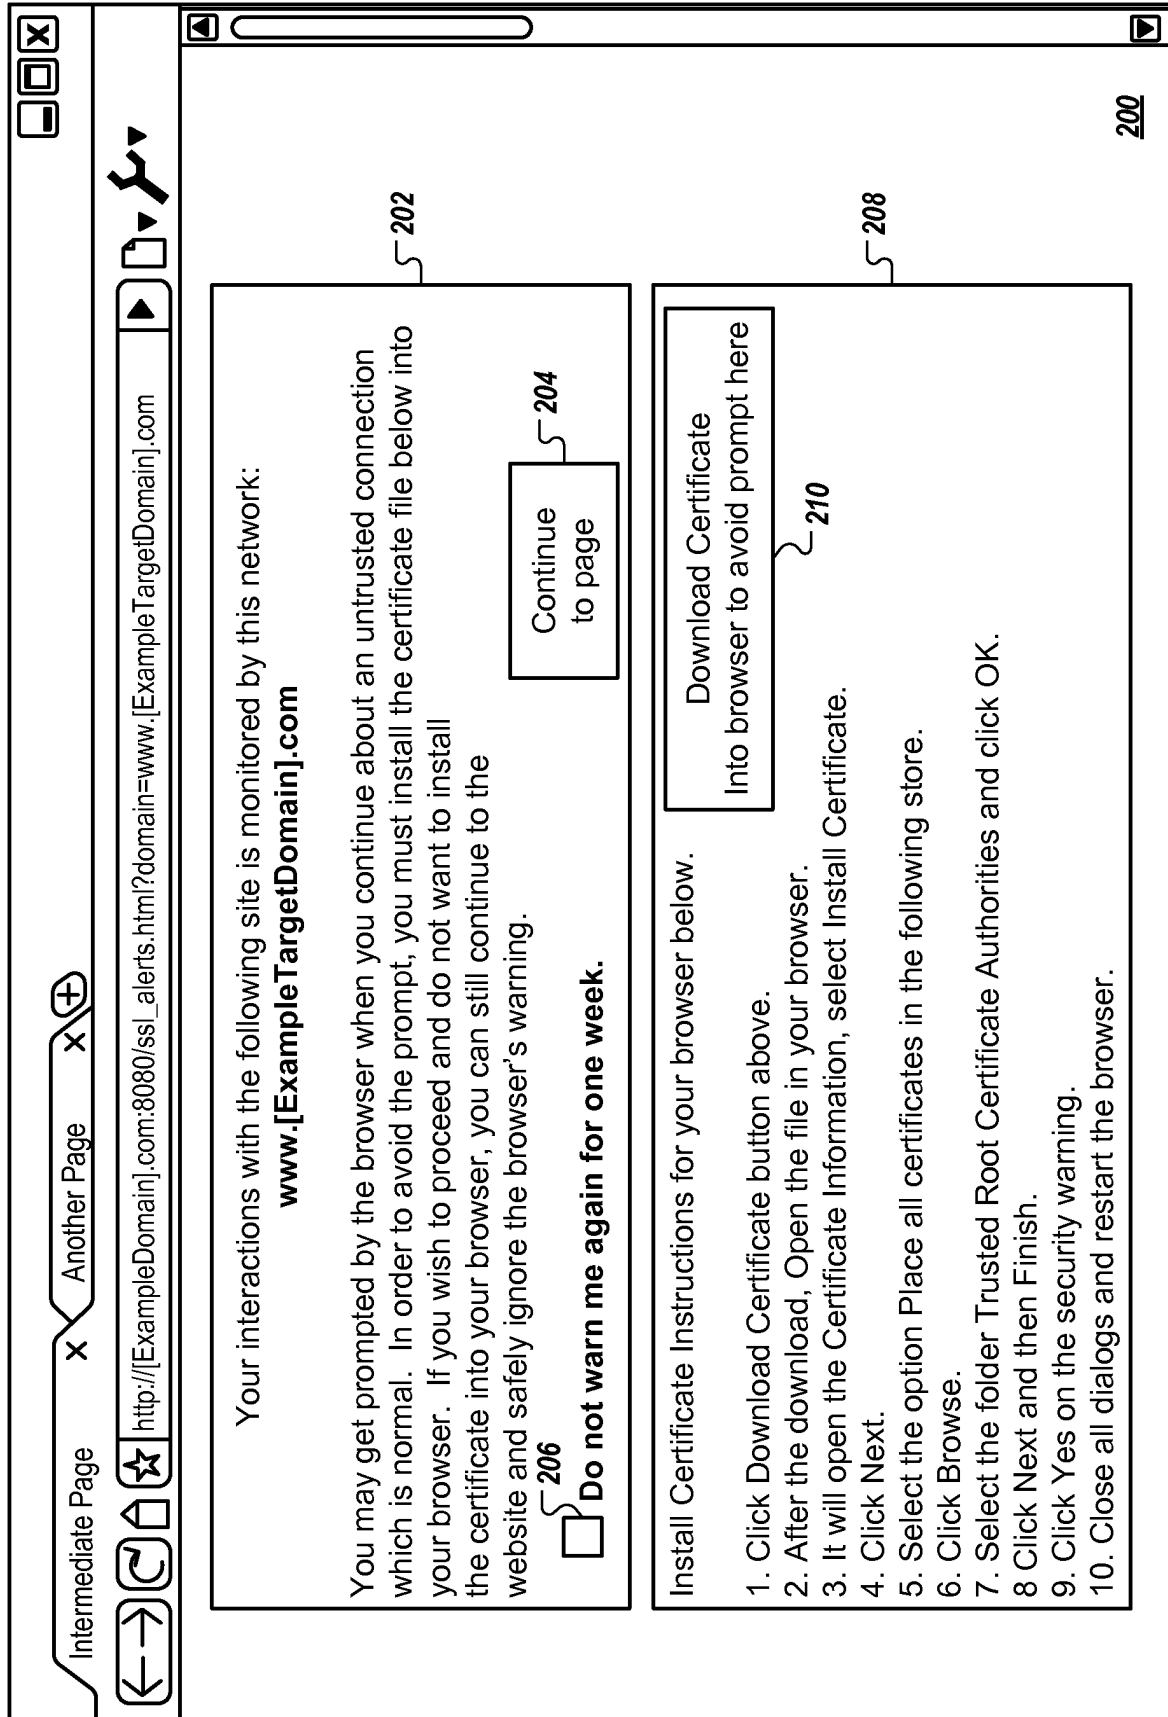 Intermediate Page X
Another Page X
http://[ExampleDomain].com:8080/ssl_alerts.html?domain=www.[ExampleTargetDomain].com
Your interactions with the following site is monitored by this network:
www.[ExampleTargetDomain].com
You may get prompted by the browser when you continue about an untrusted connection
which is normal. In order to avoid the prompt, you must install the certificate file below into
your browser. If you wish to proceed and do not want to install
the certificate into your browser, you can still continue to the
website and safely ignore the browser's warning.
Do not warn me again for one week.
Continue
to page
202
204
206
Install Certificate Instructions for your browser below.
Download Certificate
Into browser to avoid prompt here
208
210
1. Click Download Certificate button above.
2. After the download, Open the file in your browser.
3. It will open the Certificate Information, select Install Certificate.
4. Click Next.
5. Select the option Place all certificates in the following store.
6. Click Browse.
7. Select the folder Trusted Root Certificate Authorities and click OK.
8 Click Next and then Finish.
9. Click Yes on the security warning.
10. Close all dialogs and restart the browser.
200